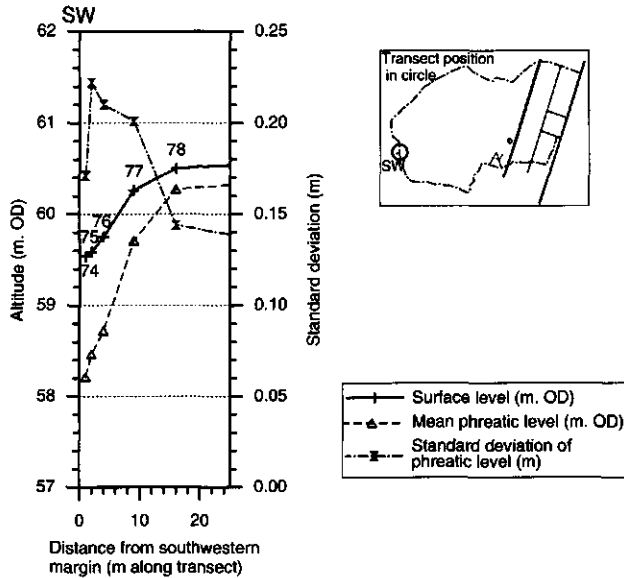 SW
62
61
60
59
58
57
Altitude (m. OD)
74
75
76
77
78
0.25
0.20
0.15
0.10
0.05
0.00
Standard deviation (m)
0 10 20
Distance from southwestern
margin (m along transect)
Transect position
in circle
SW
Surface level (m. OD)
Mean phreatic level (m. OD)
Standard deviation of
phreatic level (m)